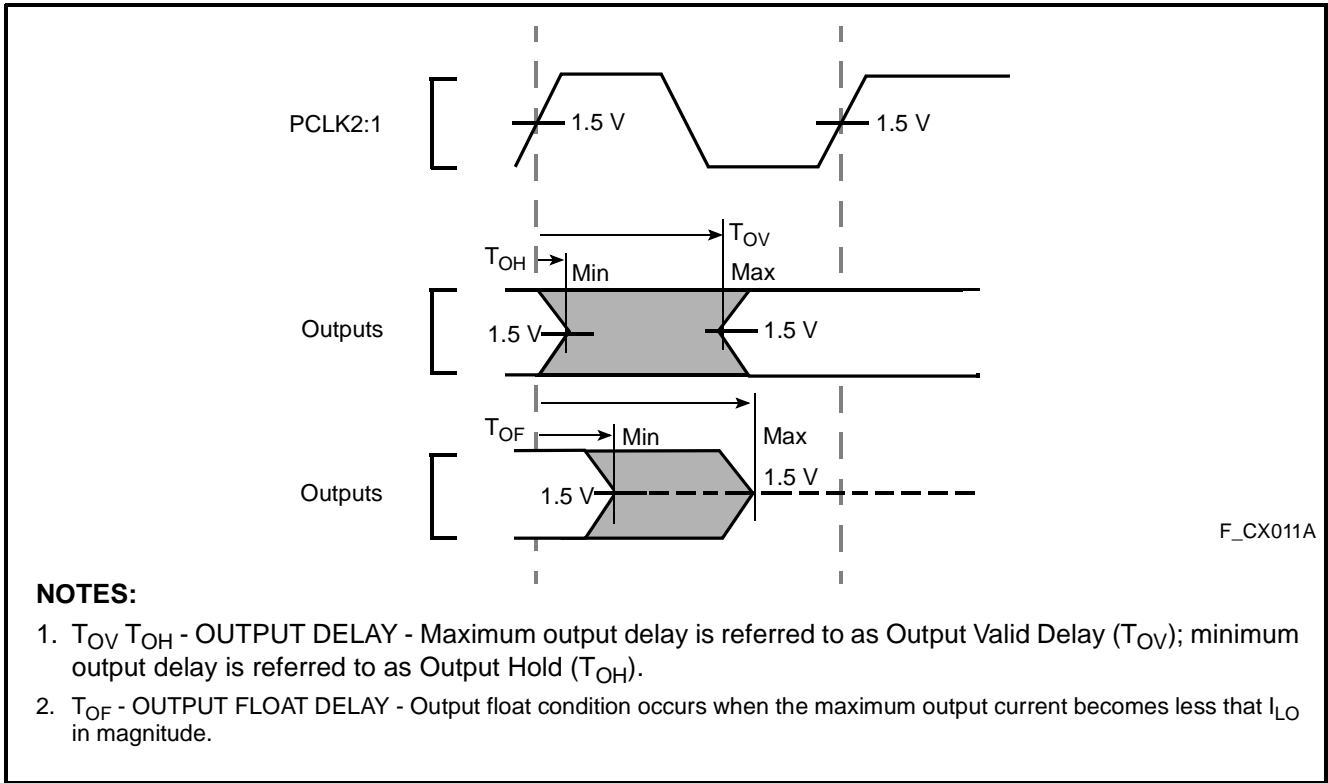 PCLK2:1
1.5 V
1.5 V
TOV
TOH
Min
Max
Outputs
1.5 V
1.5 V
TOF
Min
Max
1.5 V
Outputs
1.5 V
F_CX011A
NOTES:
1. TOV TOH - OUTPUT DELAY - Maximum output delay is referred to as Output Valid Delay (TOV); minimum
output delay is referred to as Output Hold (TOH).
2. TOF - OUTPUT FLOAT DELAY - Output float condition occurs when the maximum output current becomes less that ILO
in magnitude.